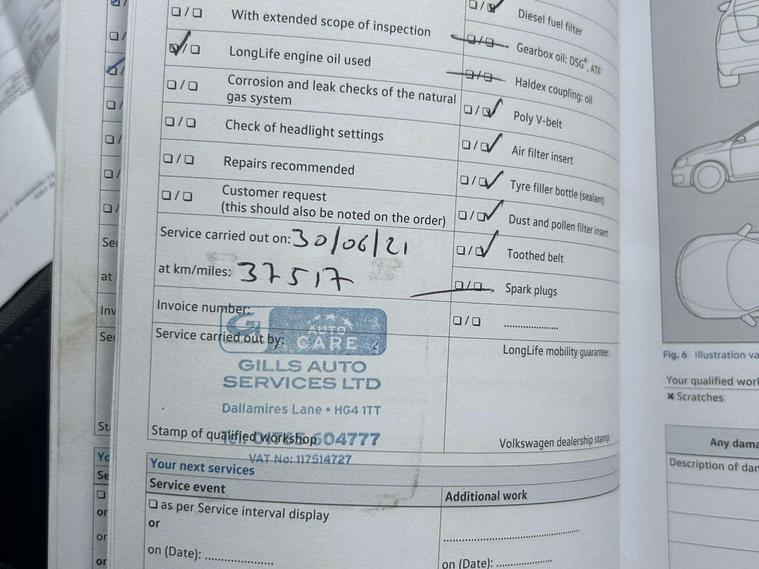 ❏/❏ With extended scope of inspection
❏/❏ LongLife engine oil used
❏/❏ Corrosion and leak checks of the natural
gas system
❏/❏ Check of headlight settings
❏/❏ Repairs recommended
❏/❏ Customer request
(this should also be noted on the order)
Service carried out on: 30/06/21
at km/miles: 37517
Invoice number:
Service carried out by:
AUTO
CARE
GILLS AUTO
SERVICES LTD
Dallamires Lane • HG4 1TT
604777
Stamp of qualified workshop
VAT No: 117514727
❏/❏ Diesel fuel filter
❏/❏ Gearbox oil: DSG®, ATF
❏/❏ Haldex coupling: oil
❏/❏ Poly V-belt
❏/❏ Air filter insert
❏/❏ Tyre filler bottle (sealant)
❏/❏ Dust and pollen filter insert
❏/❏ Toothed belt
❏/❏ Spark plugs
❏/❏ ....................
LongLife mobility guarantee:
Volkswagen dealership stamp
Your next services
Service event
Additional work
❏ as per Service interval display
or
on (Date): ....................
....................
on (Date): ....................
Fig. 6 Illustration va
Your qualified wor
✖ Scratches
Any dama
Description of dar